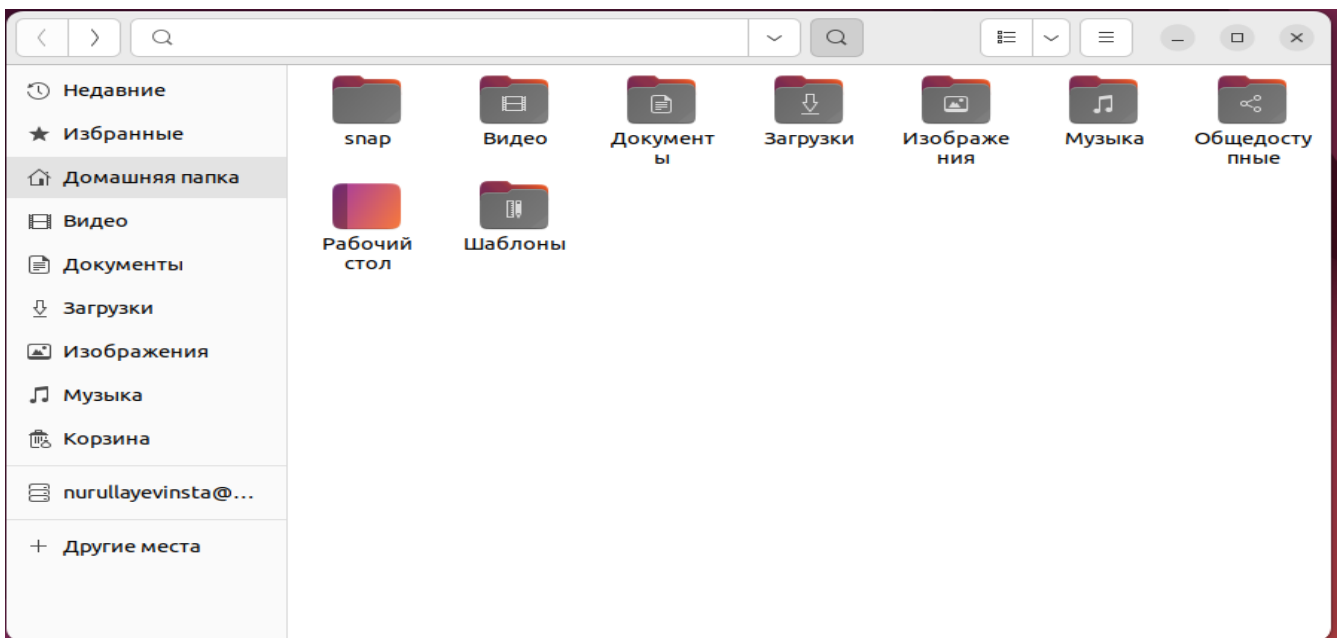 Недавние
Избранные
Домашняя папка
Видео
Документы
Загрузки
Изображения
Музыка
Корзина
nurullayevinsta@...
Другие места
snap
Видео
Документ
ы
Загрузки
Изображе
ния
Музыка
Общедосту
пные
Рабочий
стол
Шаблоны